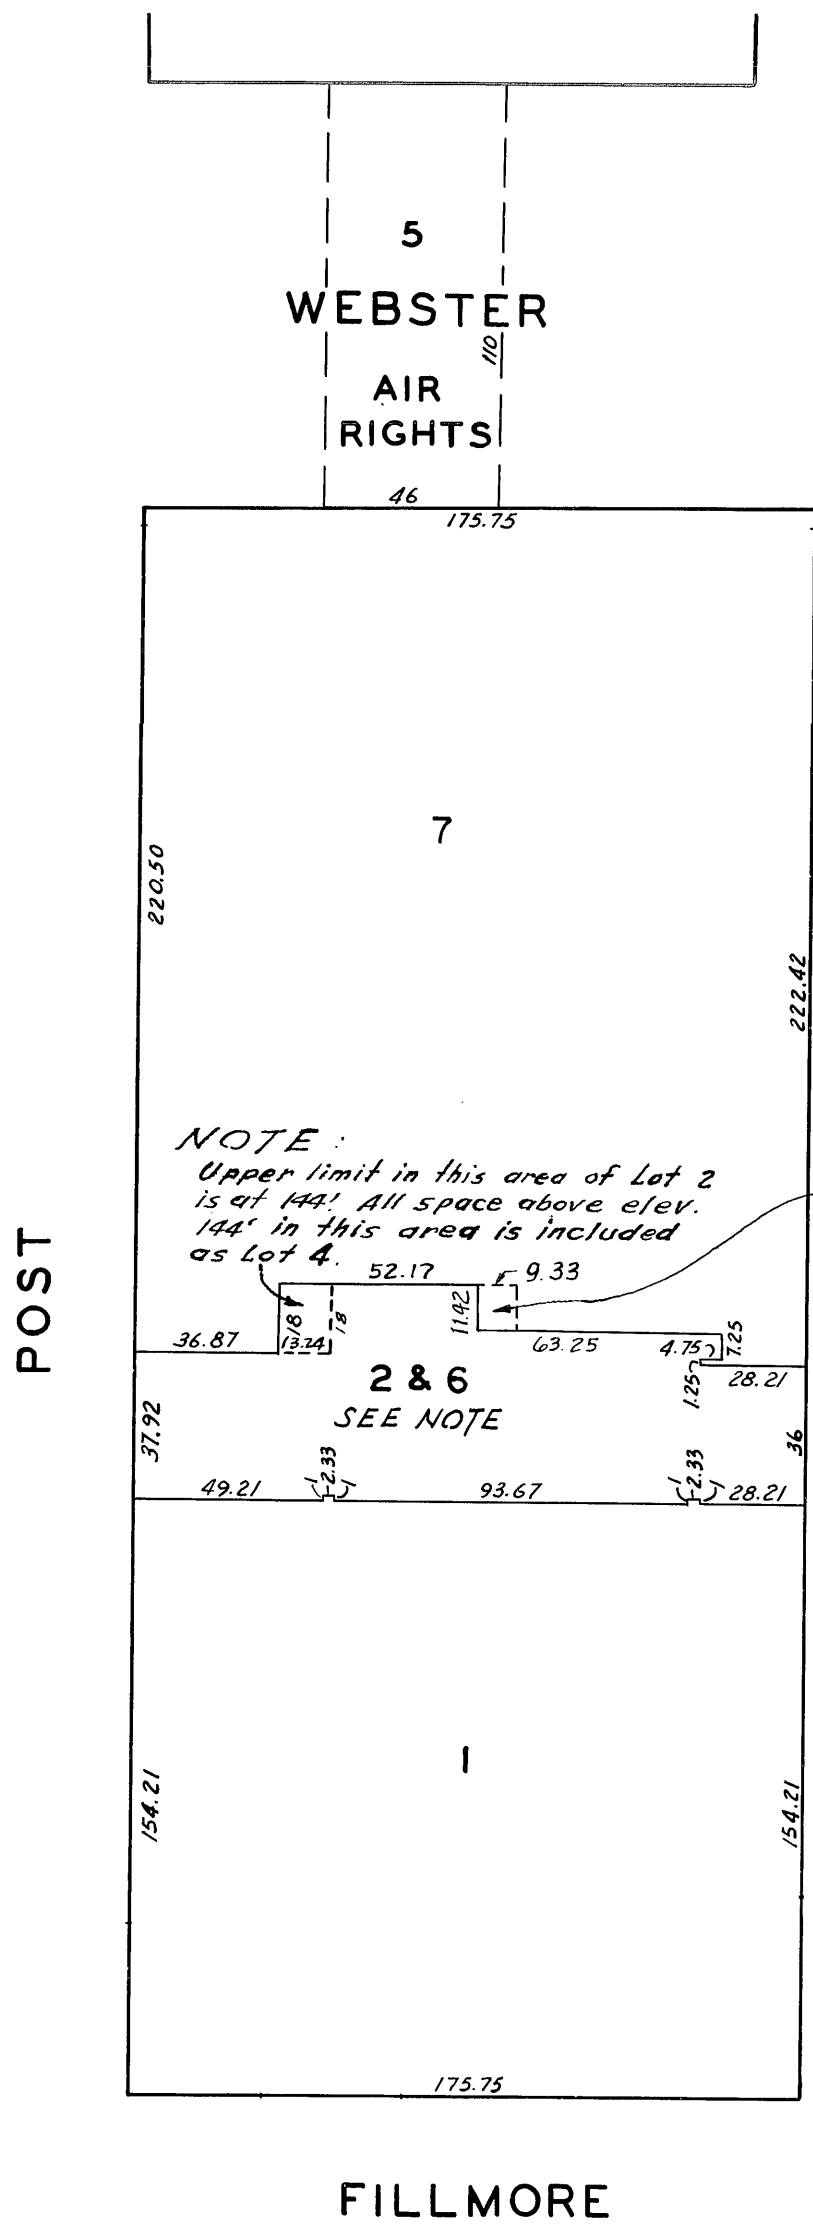 5
WEBSTER
110
AIR
RIGHTS
46
175.75
7
220.50
222.42
NOTE:
Upper limit in this area of Lot 2
is at 144'. All space above elev.
144' in this area is included
as Lot 4.
52.17
9.33
18
18
11.42
36.87
13.24
63.25
4.75
7.25
2 & 6
1.25
28.21
SEE NOTE
POST
37.92
36
49.21
1
2.33
1
93.67
1
2.33
1
28.21
1
154.21
154.21
175.75
FILLMORE